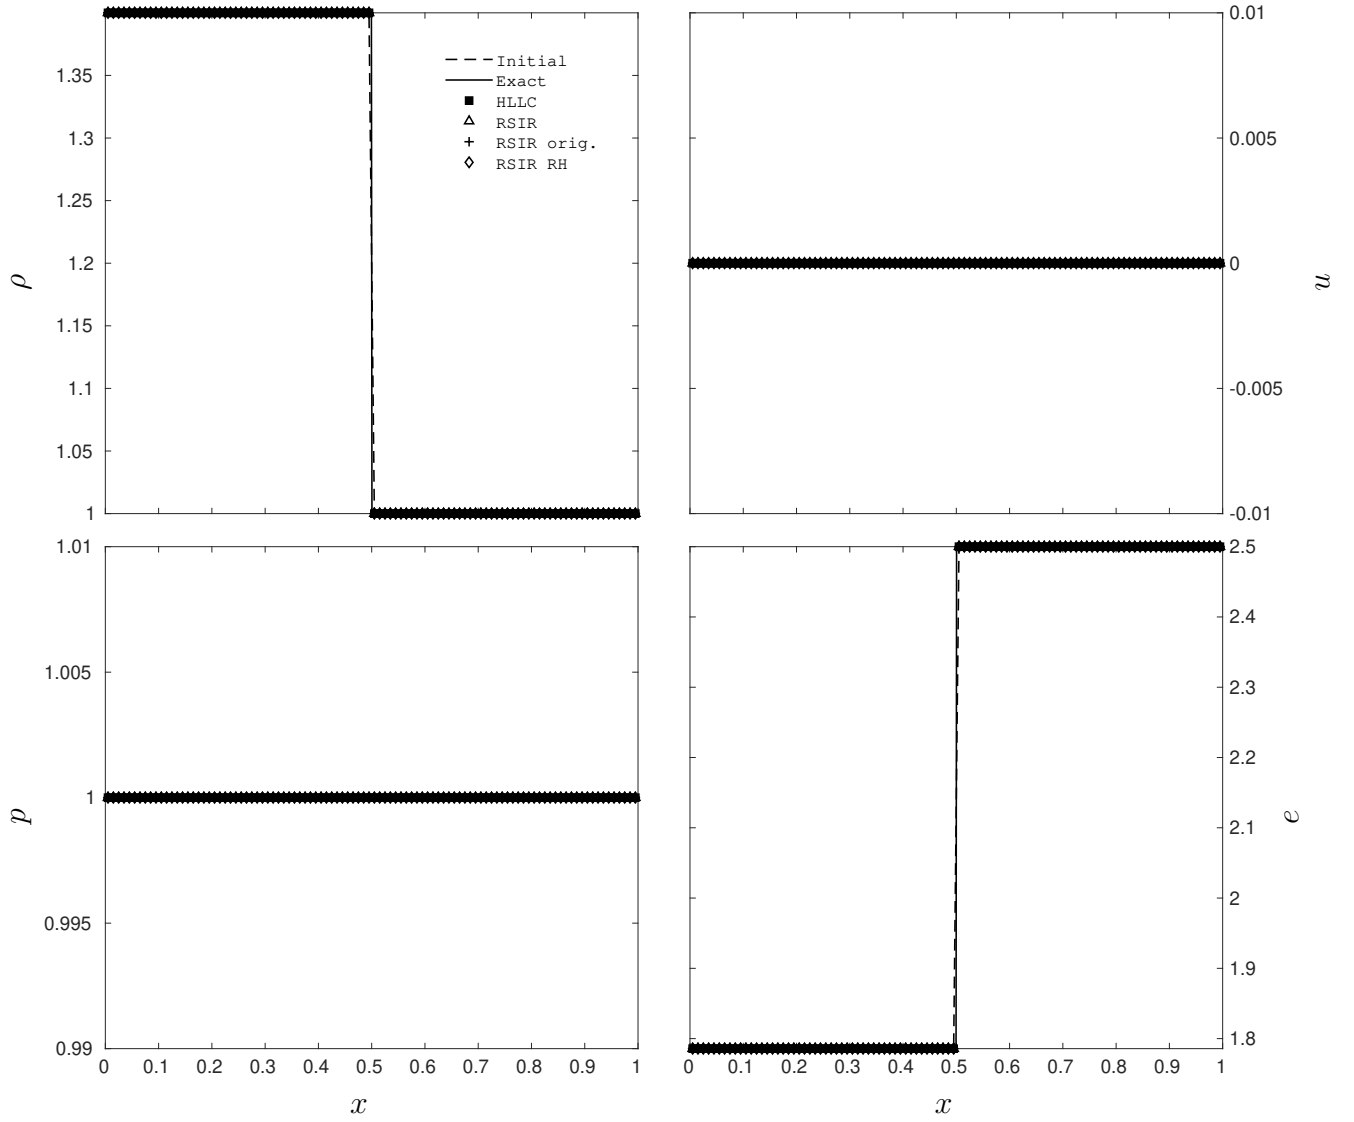 1.35
1.3
1.25
1.2
1.15
1.1
1.05
1
ρ
Initial
Exact
HLLC
RSIR
RSIR orig.
RSIR RH
0.01
0.005
0
-0.005
-0.01
u
1.01
1.005
1
0.995
0.99
p
0 0.1 0.2 0.3 0.4 0.5 0.6 0.7 0.8 0.9 1
x
2.5
2.4
2.3
2.2
2.1
2
1.9
1.8
e
0 0.1 0.2 0.3 0.4 0.5 0.6 0.7 0.8 0.9 1
x